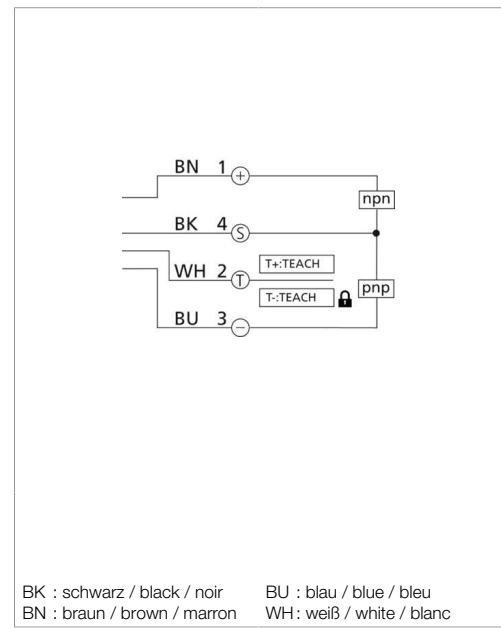 BN 1 +
npn
BK 4 S
T+:TEACH
WH 2 T
T-:TEACH
pnp
BU 3 −
BK : schwarz / black / noir BU : blau / blue / bleu
BN : braun / brown / marron WH : weiß / white / blanc